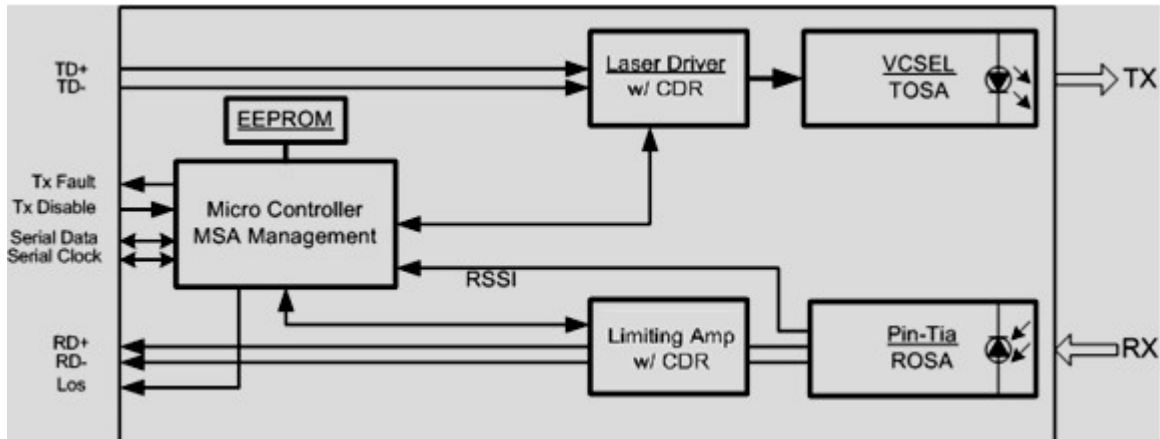 TD+
TD-
Laser Driver
w/ CDR
VCSEL
TOSA
TX
EEPROM
Tx Fault
Tx Disable
Serial Data
Serial Clock
Micro Controller
MSA Management
RSSI
RD+
RD-
Los
Limiting Amp
w/ CDR
Pin-Tia
ROSA
RX